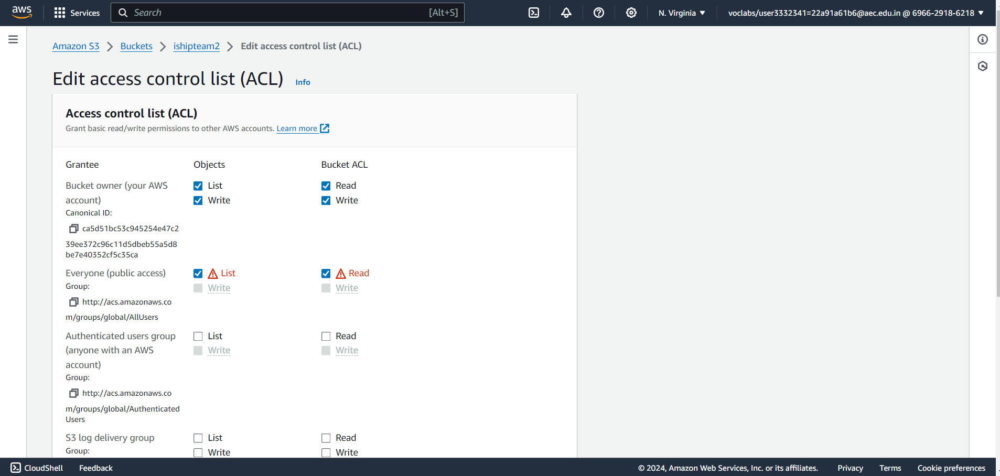 aws
Services
Search
[Alt+S]
N. Virginia
voclabs/user3332341=22a91a61b6@aec.edu.in @ 6966-2918-6218
Amazon S3
Buckets
ishipteam2
Edit access control list (ACL)
Edit access control list (ACL)
Info
Access control list (ACL)
Grant basic read/write permissions to other AWS accounts. Learn more
Grantee
Objects
Bucket ACL
Bucket owner (your AWS
account)
Canonical ID:
ca5d51bc53c945254e47c2
39ee372c96c11d5dbeb55a5d8
be7e40352cf5c35ca
List
Write
Read
Write
Everyone (public access)
Group:
http://acs.amazonaws.co
m/groups/global/AllUsers
List
Write
Read
Write
Authenticated users group
(anyone with an AWS
account)
Group:
http://acs.amazonaws.co
m/groups/global/Authenticated
Users
List
Write
Read
Write
S3 log delivery group
Group:
List
Write
Read
Write
CloudShell
Feedback
© 2024, Amazon Web Services, Inc. or its affiliates.
Privacy
Terms
Cookie preferences